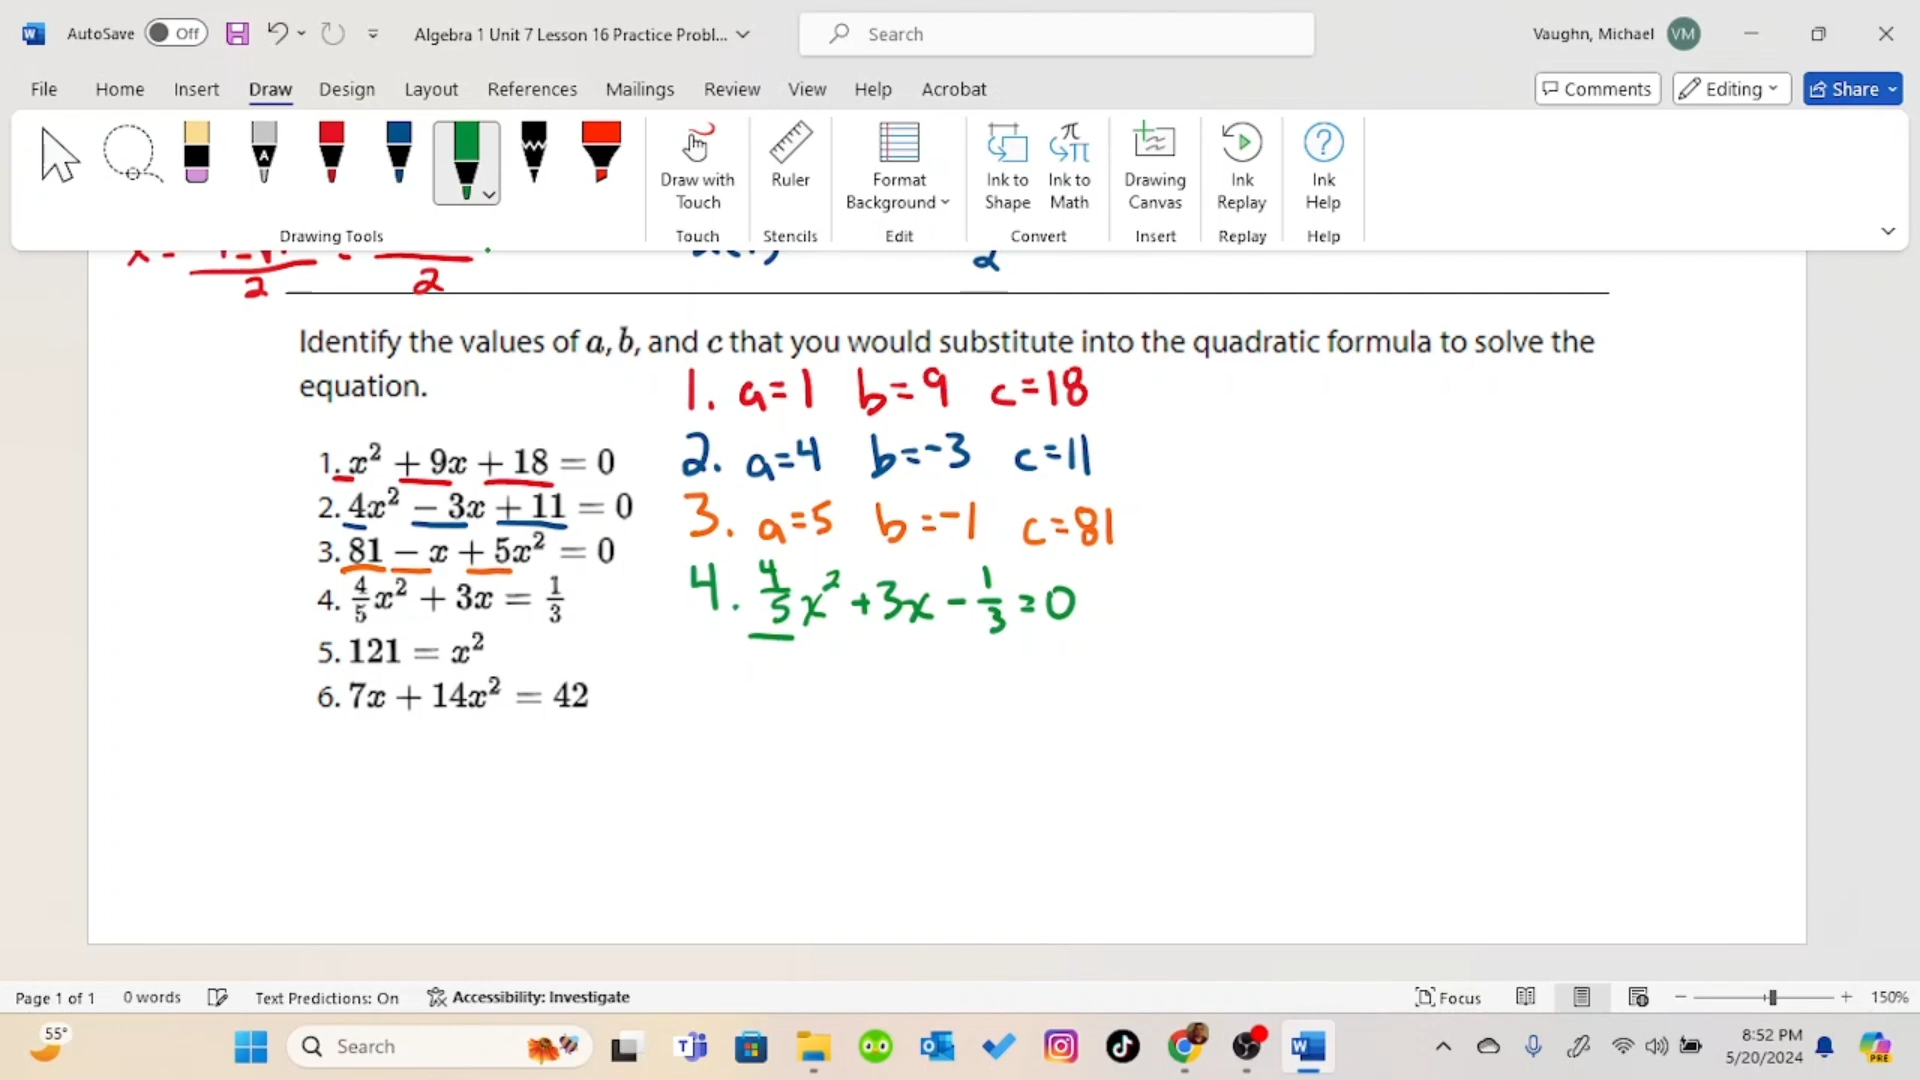 AutoSave Off Algebra 1 Unit 7 Lesson 16 Practice Probl... Search Vaughn, Michael VM
File Home Insert Draw Design Layout References Mailings Review View Help Acrobat Comments Editing Share
Draw with Touch Ruler Format Background Ink to Shape Ink to Math Drawing Canvas Ink Replay Ink Help
Drawing Tools Touch Stencils Edit Convert Insert Replay Help
2 2 2
Identify the values of a, b, and c that you would substitute into the quadratic formula to solve the
equation.
1. a=1 b=9 c=18
1. x² + 9x + 18 = 0
2. a=4 b=-3 c=11
2. 4x² − 3x + 11 = 0
3. a=5 b=-1 c=81
3. 81 − x + 5x² = 0
4. 4/5 x² + 3x = 1/3
4. 4/5 x² + 3x - 1/3 = 0
5. 121 = x²
6. 7x + 14x² = 42
Page 1 of 1 0 words Text Predictions: On Accessibility: Investigate Focus 150%
55° Search 8:52 PM
5/20/2024 PRE